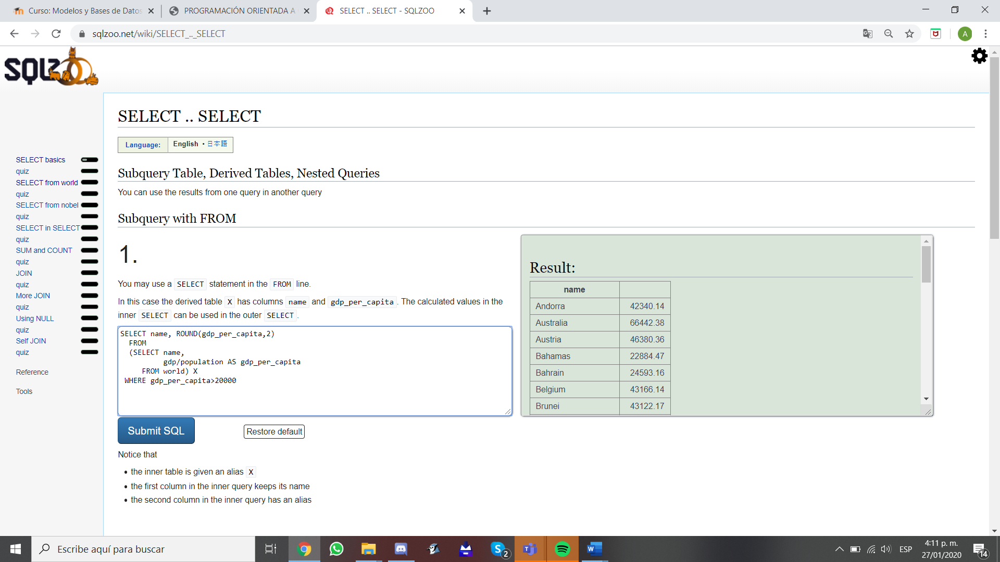 Curso: Modelos y Bases de Datos
PROGRAMACIÓN ORIENTADA A
SELECT .. SELECT - SQLZOO
sqlzoo.net/wiki/SELECT_.._SELECT
A
SQLZOO
SELECT .. SELECT
Language:
English • 日本語
Subquery Table, Derived Tables, Nested Queries
You can use the results from one query in another query
Subquery with FROM
SELECT basics
quiz
SELECT from world
quiz
SELECT from nobel
quiz
SELECT in SELECT
quiz
SUM and COUNT
quiz
JOIN
quiz
More JOIN
quiz
Using NULL
quiz
Self JOIN
quiz
Reference
Tools
1.
You may use a SELECT statement in the FROM line.
In this case the derived table X has columns name and gdp_per_capita. The calculated values in the
inner SELECT can be used in the outer SELECT.
SELECT name, ROUND(gdp_per_capita,2)
FROM
(SELECT name,
gdp/population AS gdp_per_capita
FROM world) X
WHERE gdp_per_capita>20000
Submit SQL
Restore default
Result:
name
Andorra 42340.14
Australia 66442.38
Austria 46380.36
Bahamas 22884.47
Bahrain 24593.16
Belgium 43166.14
Brunei 43122.17
Notice that
• the inner table is given an alias X
• the first column in the inner query keeps its name
• the second column in the inner query has an alias
Escribe aquí para buscar
2
ESP
4:11 p. m.
27/01/2020
14